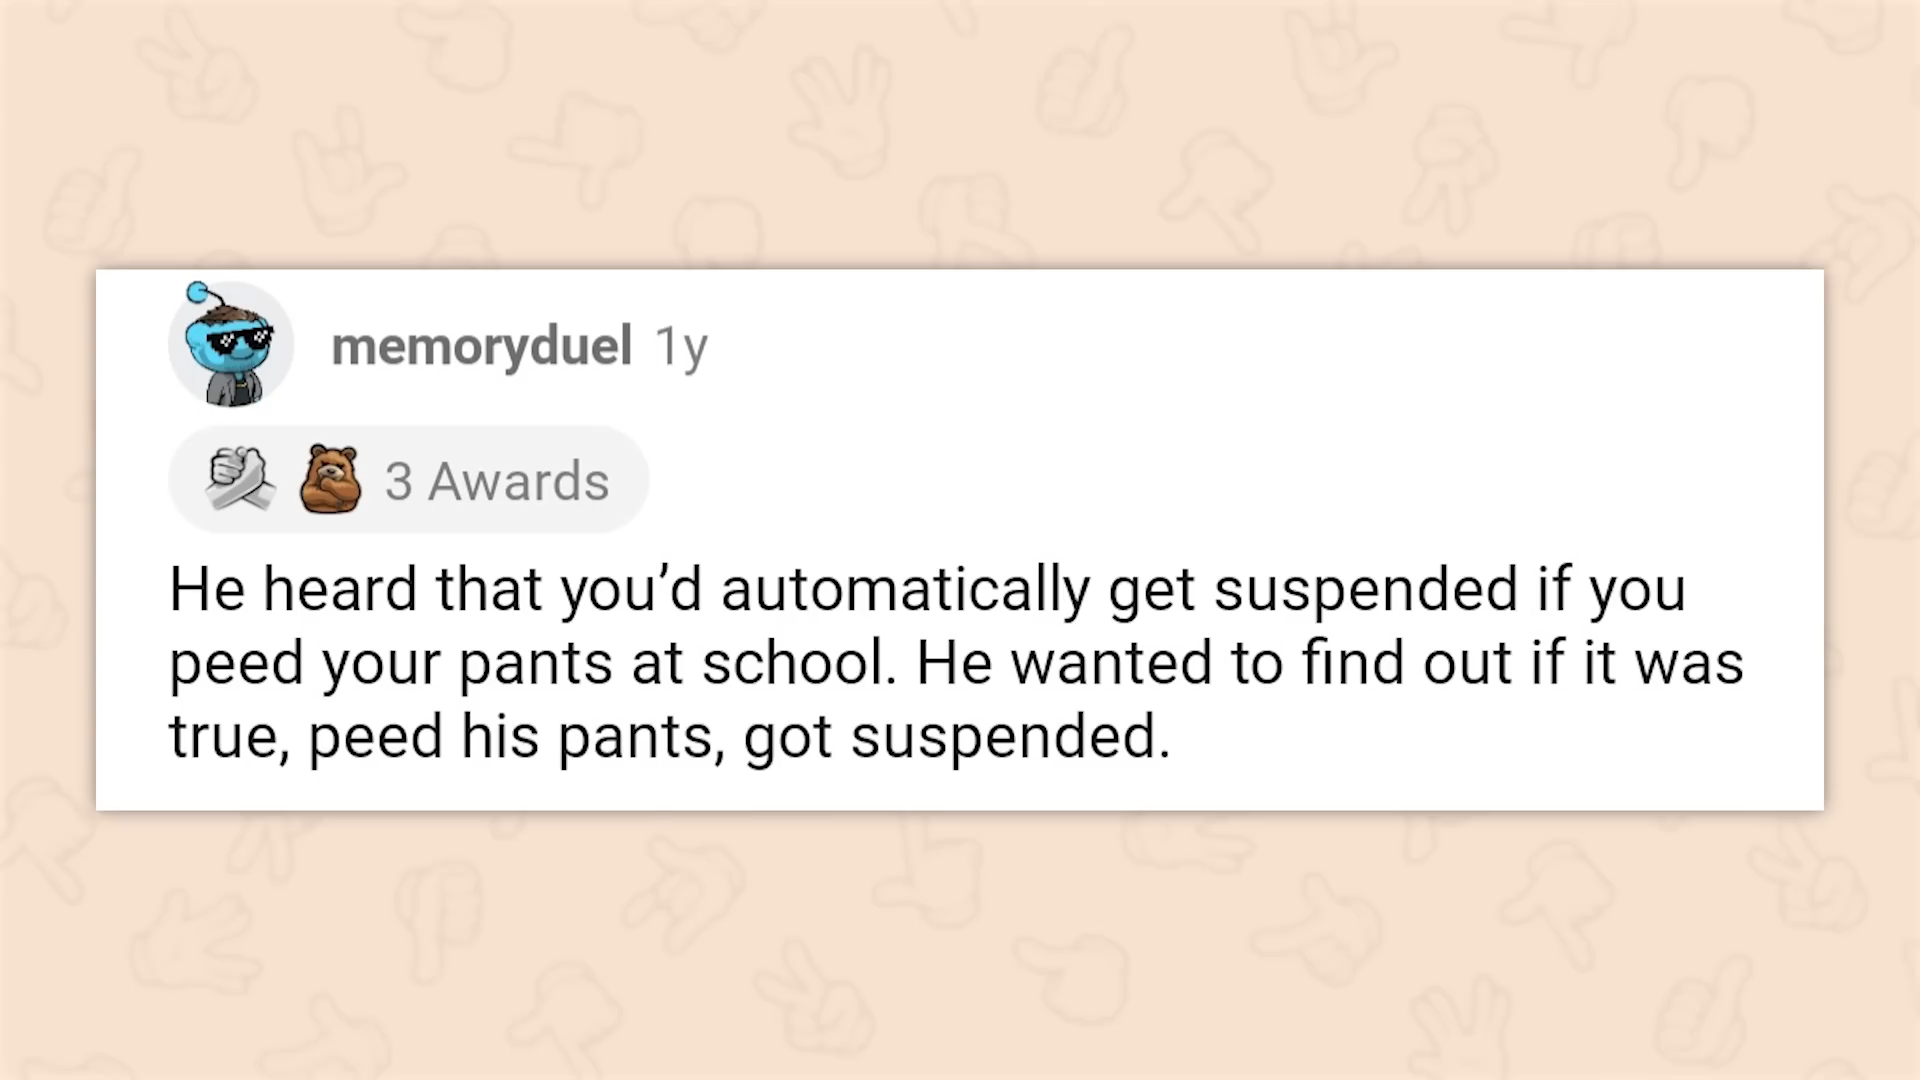 memoryduel 1y
3 Awards
He heard that you’d automatically get suspended if you
peed your pants at school. He wanted to find out if it was
true, peed his pants, got suspended.